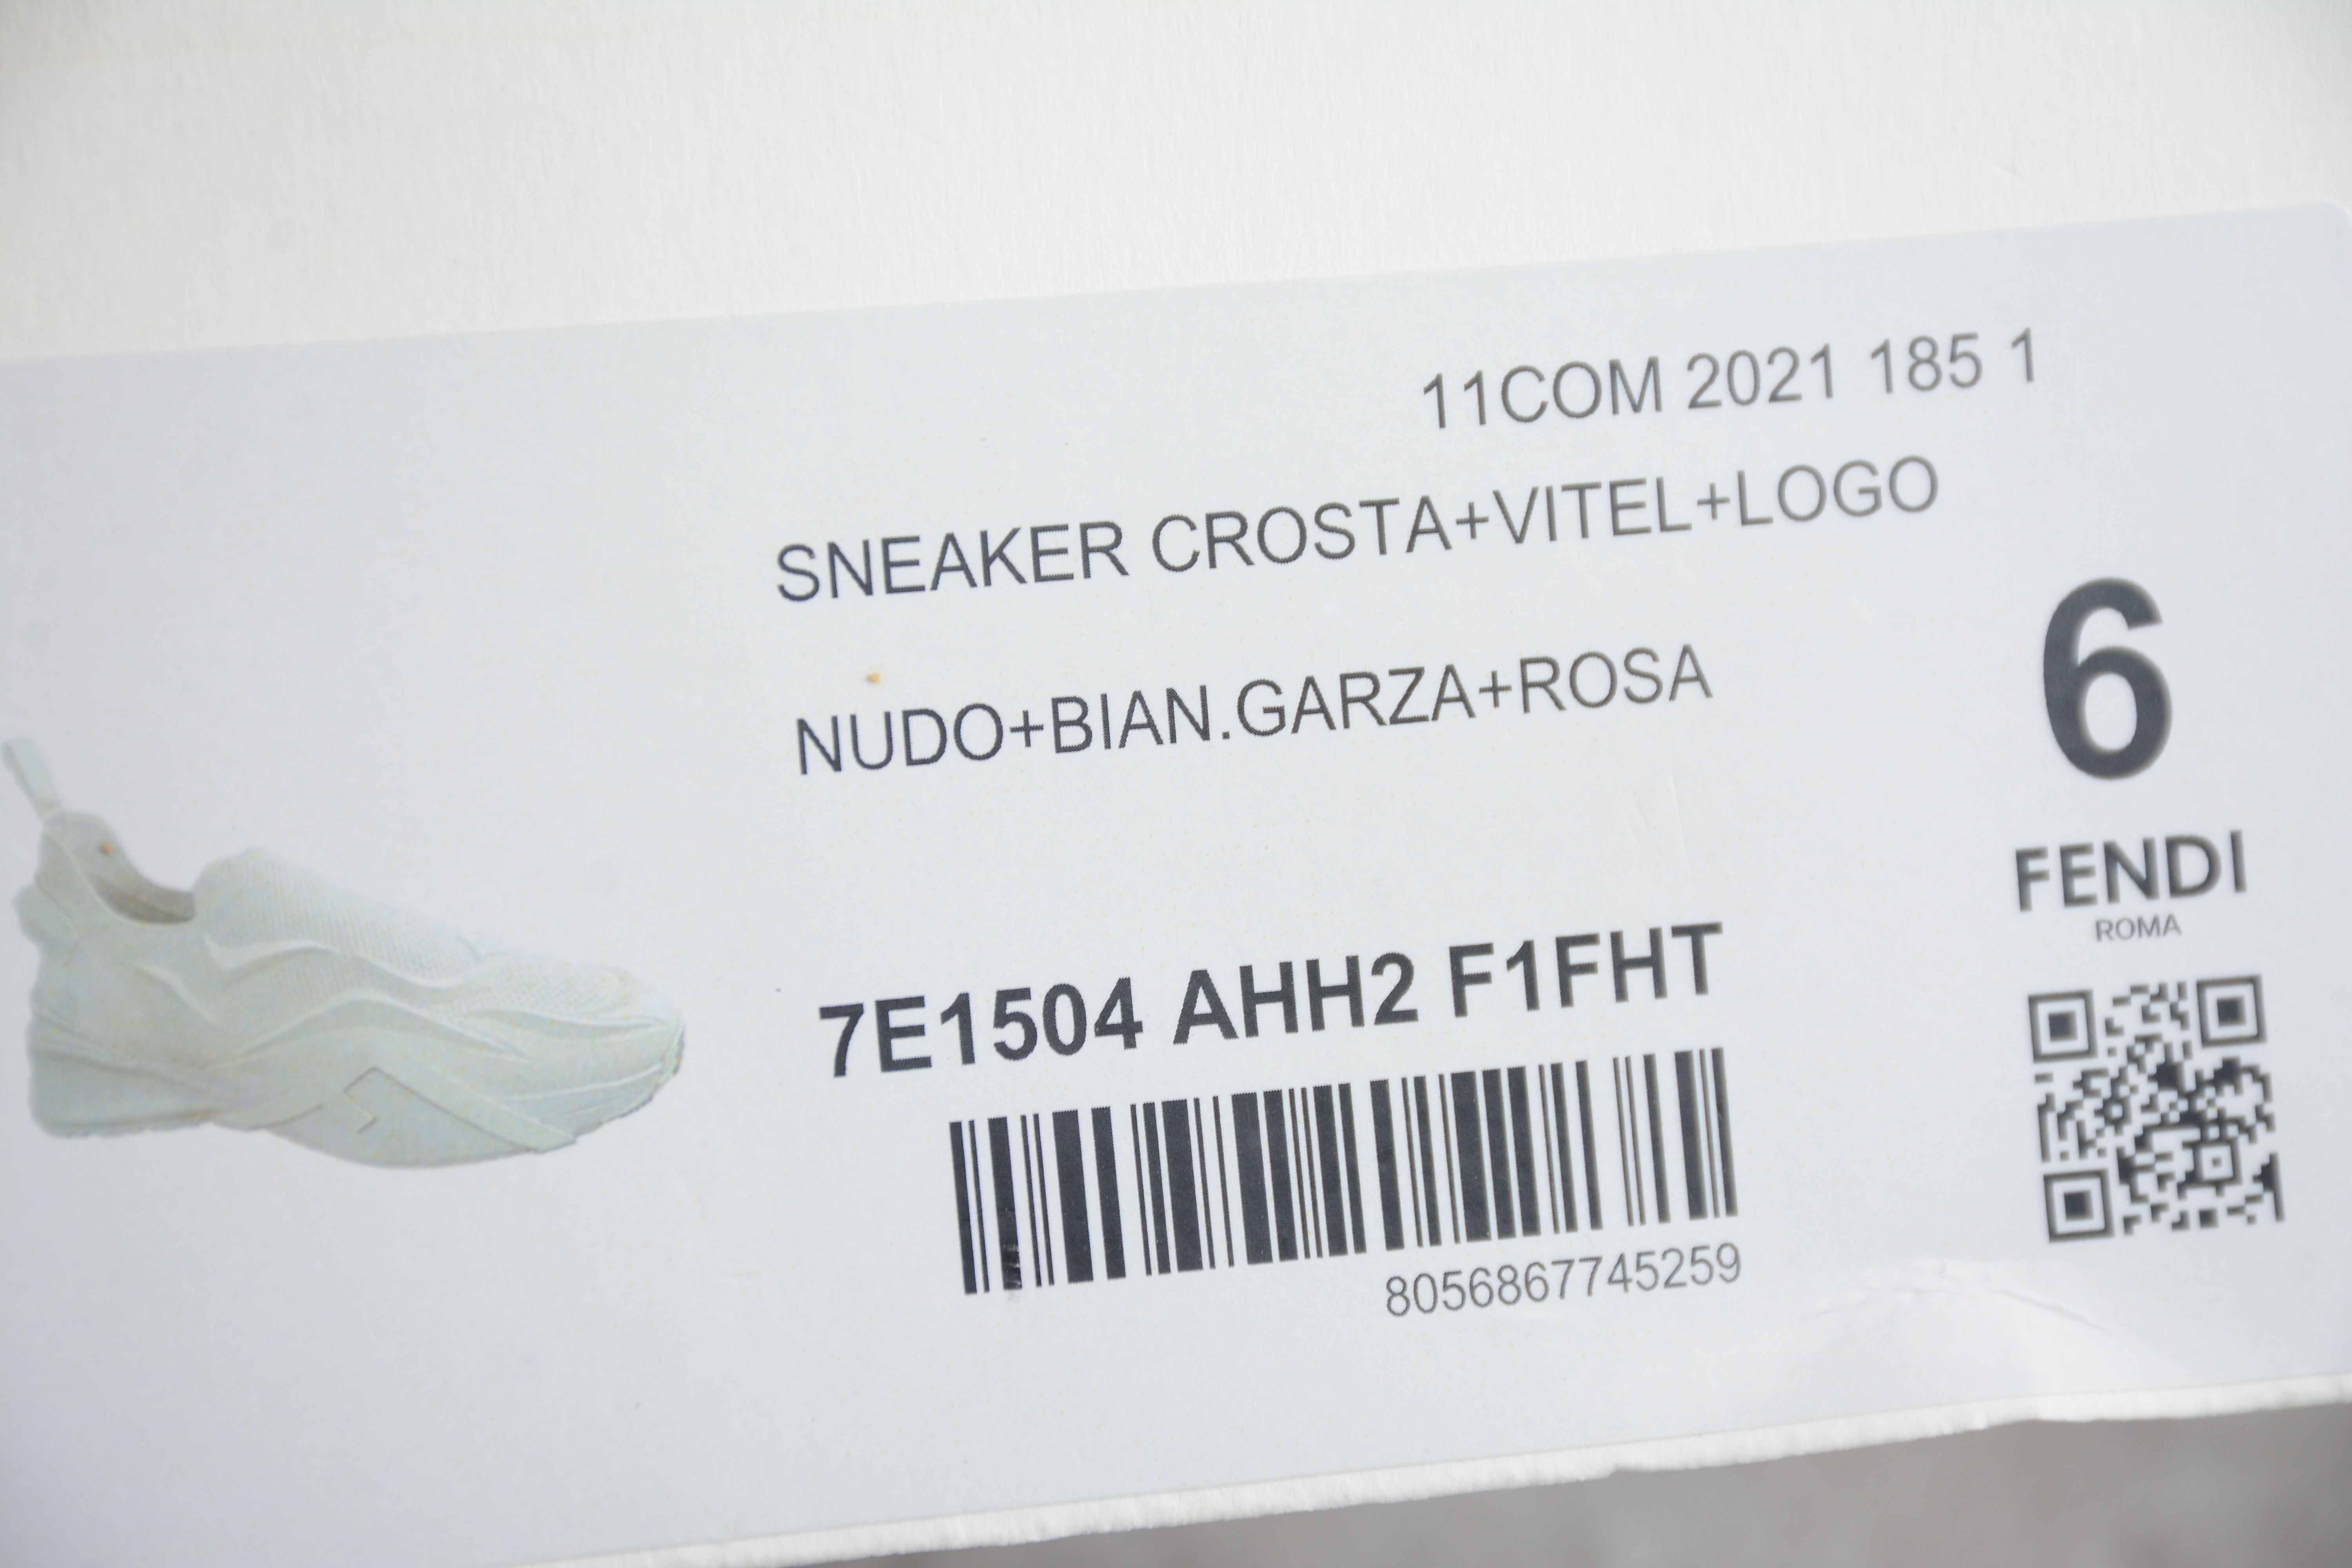 11COM 2021 185 1
SNEAKER CROSTA+VITEL+LOGO
NUDO+BIAN.GARZA+ROSA
6
FENDI
ROMA
7E1504 AHH2 F1FHT
8056867745259